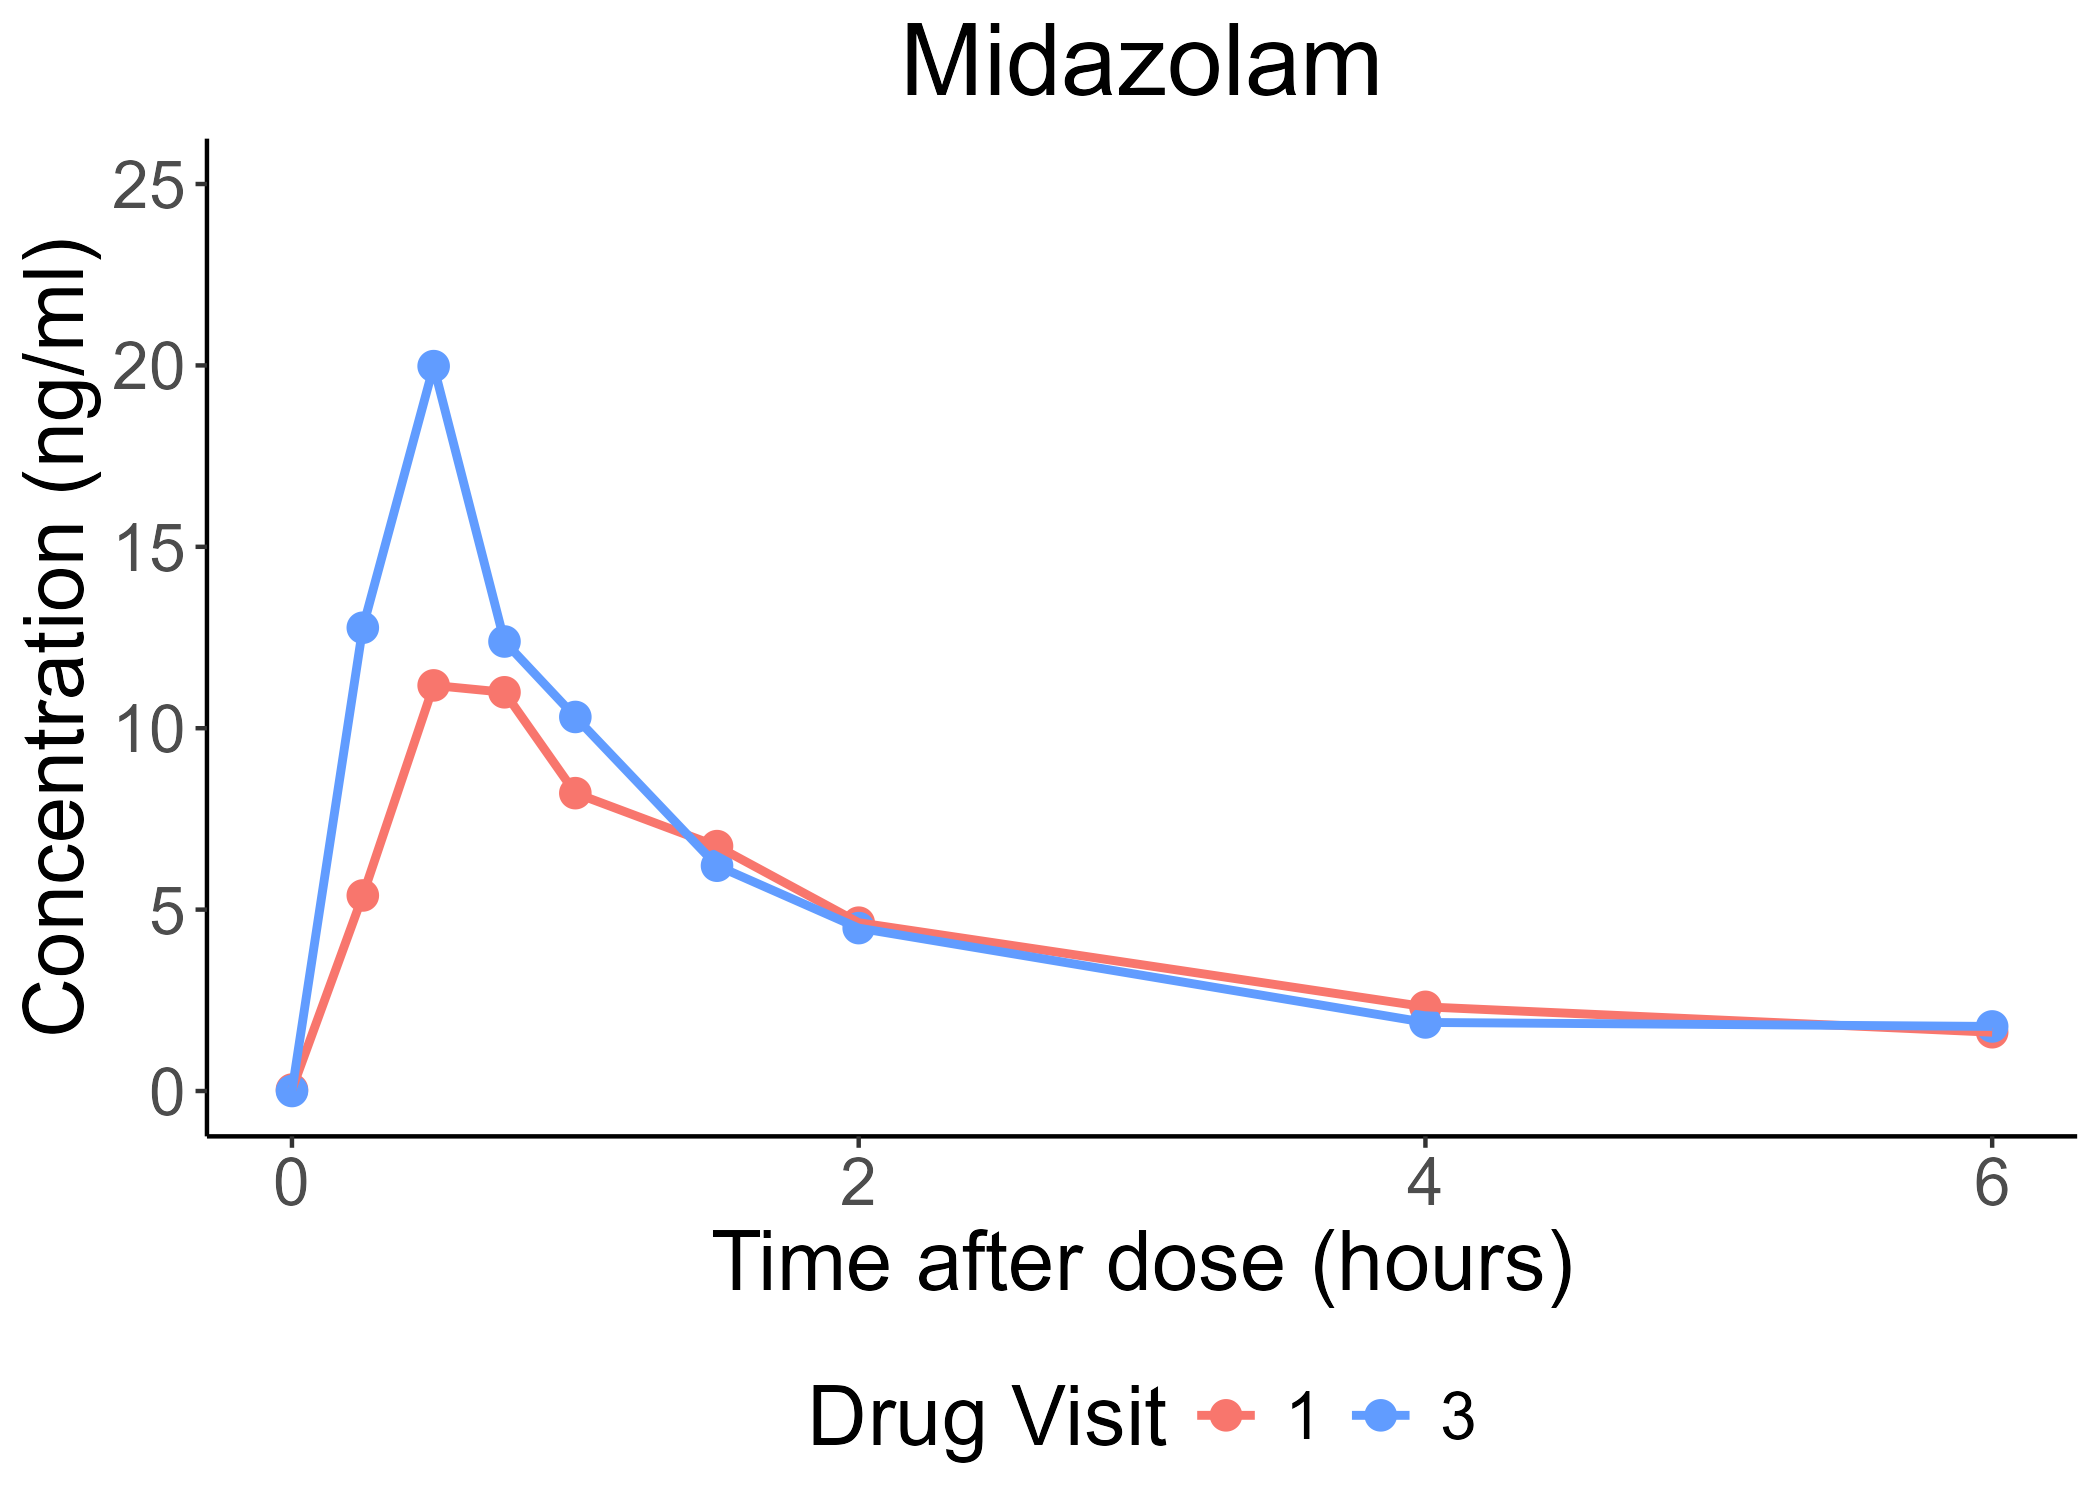 Midazolam
Concentration (ng/ml)
25
20
15
10
5
0
0 2 4 6
Time after dose (hours)
Drug Visit 1 3